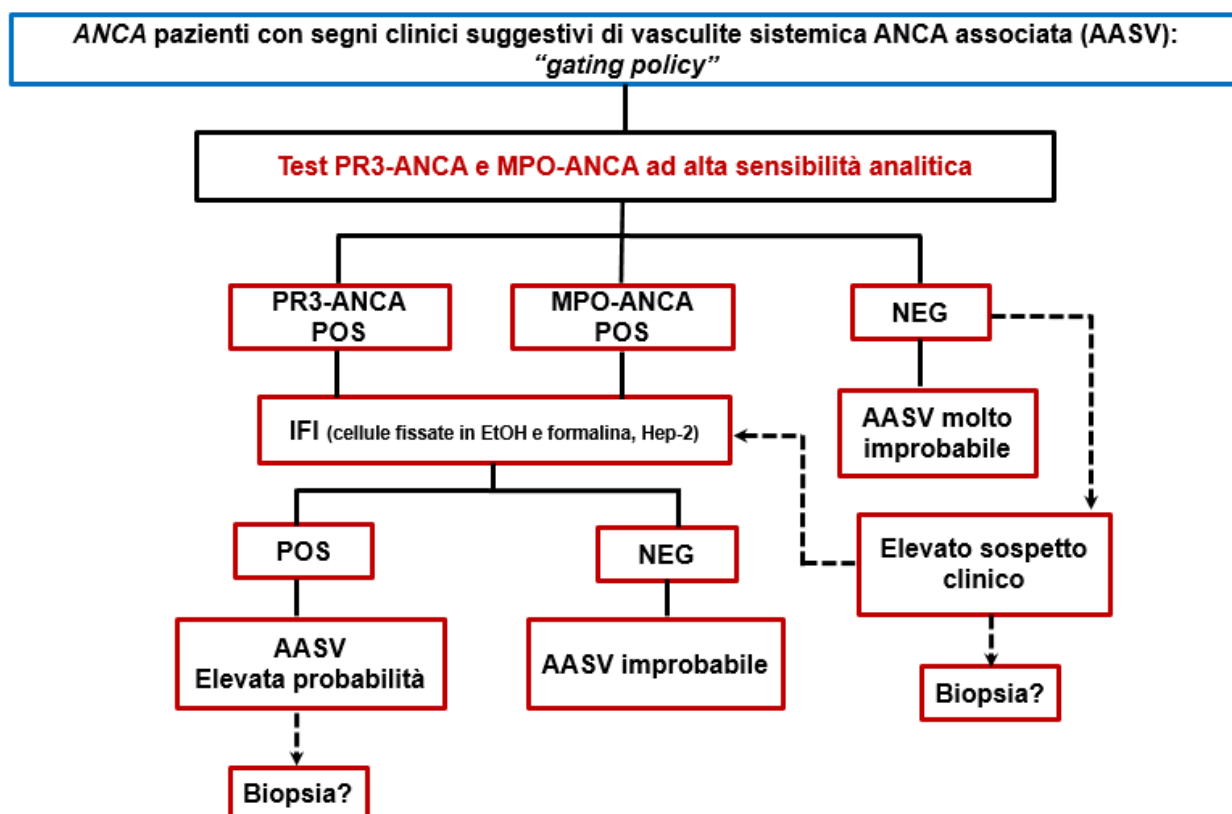 ANCA pazienti con segni clinici suggestivi di vasculite sistemica ANCA associata (AASV):
“gating policy”
Test PR3-ANCA e MPO-ANCA ad alta sensibilità analitica
PR3-ANCA
POS
MPO-ANCA
POS
NEG
IFI (cellule fissate in EtOH e formalina, Hep-2)
AASV molto
improbabile
POS
NEG
Elevato sospetto
clinico
AASV
Elevata probabilità
AASV improbabile
Biopsia?
Biopsia?